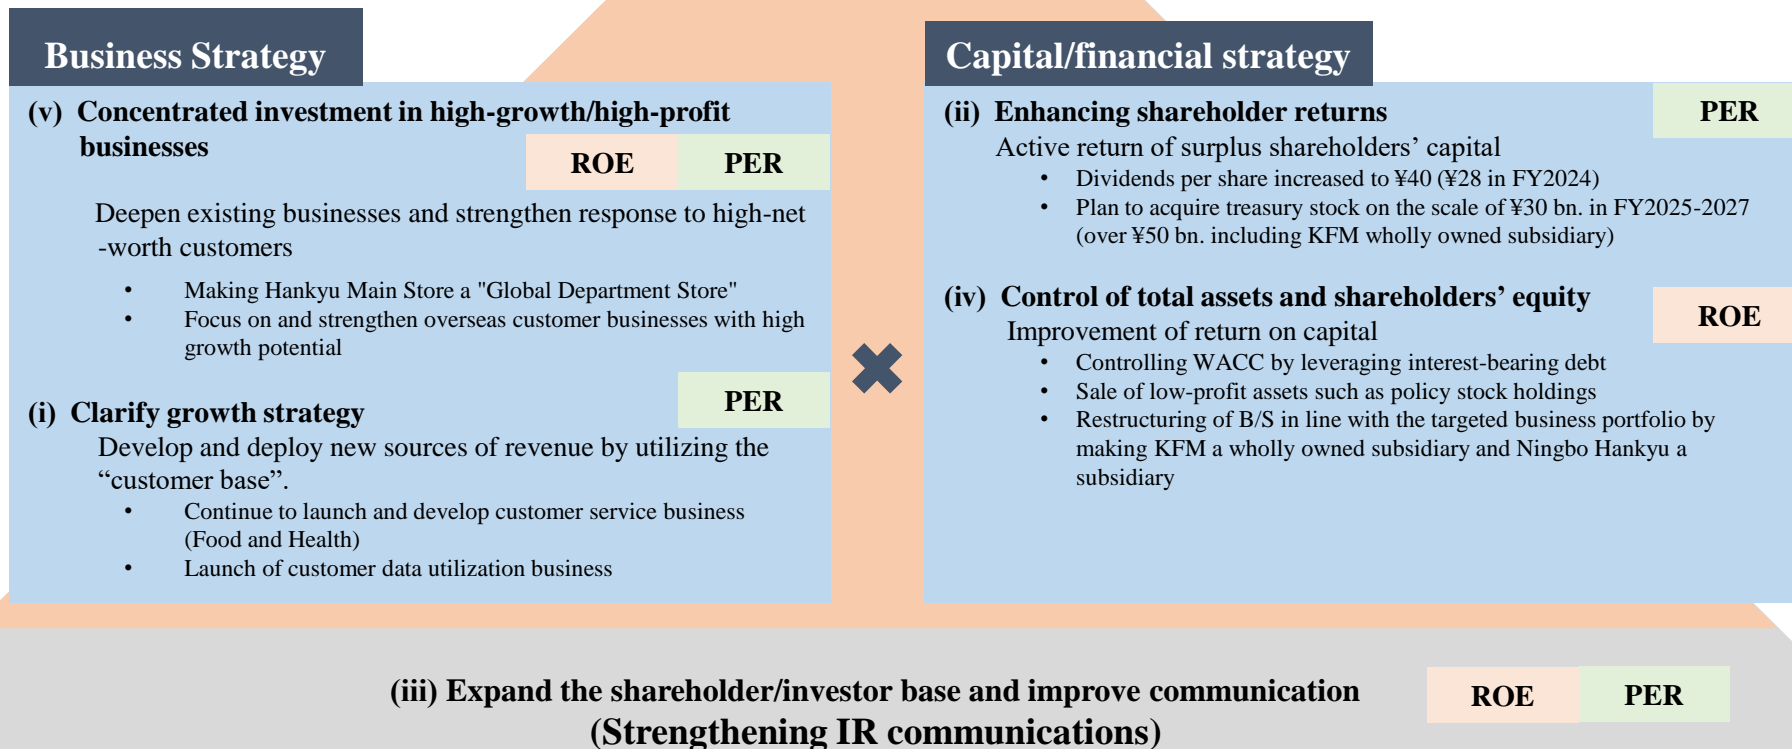 Business Strategy
(v) Concentrated investment in high-growth/high-profit
businesses
ROE PER
Deepen existing businesses and strengthen response to high-net
-worth customers
• Making Hankyu Main Store a "Global Department Store"
• Focus on and strengthen overseas customer businesses with high
growth potential
PER
(i) Clarify growth strategy
Develop and deploy new sources of revenue by utilizing the
“customer base”.
• Continue to launch and develop customer service business
(Food and Health)
• Launch of customer data utilization business
Capital/financial strategy
(ii) Enhancing shareholder returns
PER
Active return of surplus shareholders’ capital
• Dividends per share increased to ¥40 (¥28 in FY2024)
• Plan to acquire treasury stock on the scale of ¥30 bn. in FY2025-2027
(over ¥50 bn. including KFM wholly owned subsidiary)
(iv) Control of total assets and shareholders’ equity
ROE
Improvement of return on capital
• Controlling WACC by leveraging interest-bearing debt
• Sale of low-profit assets such as policy stock holdings
• Restructuring of B/S in line with the targeted business portfolio by
making KFM a wholly owned subsidiary and Ningbo Hankyu a
subsidiary
(iii) Expand the shareholder/investor base and improve communication
(Strengthening IR communications)
ROE PER